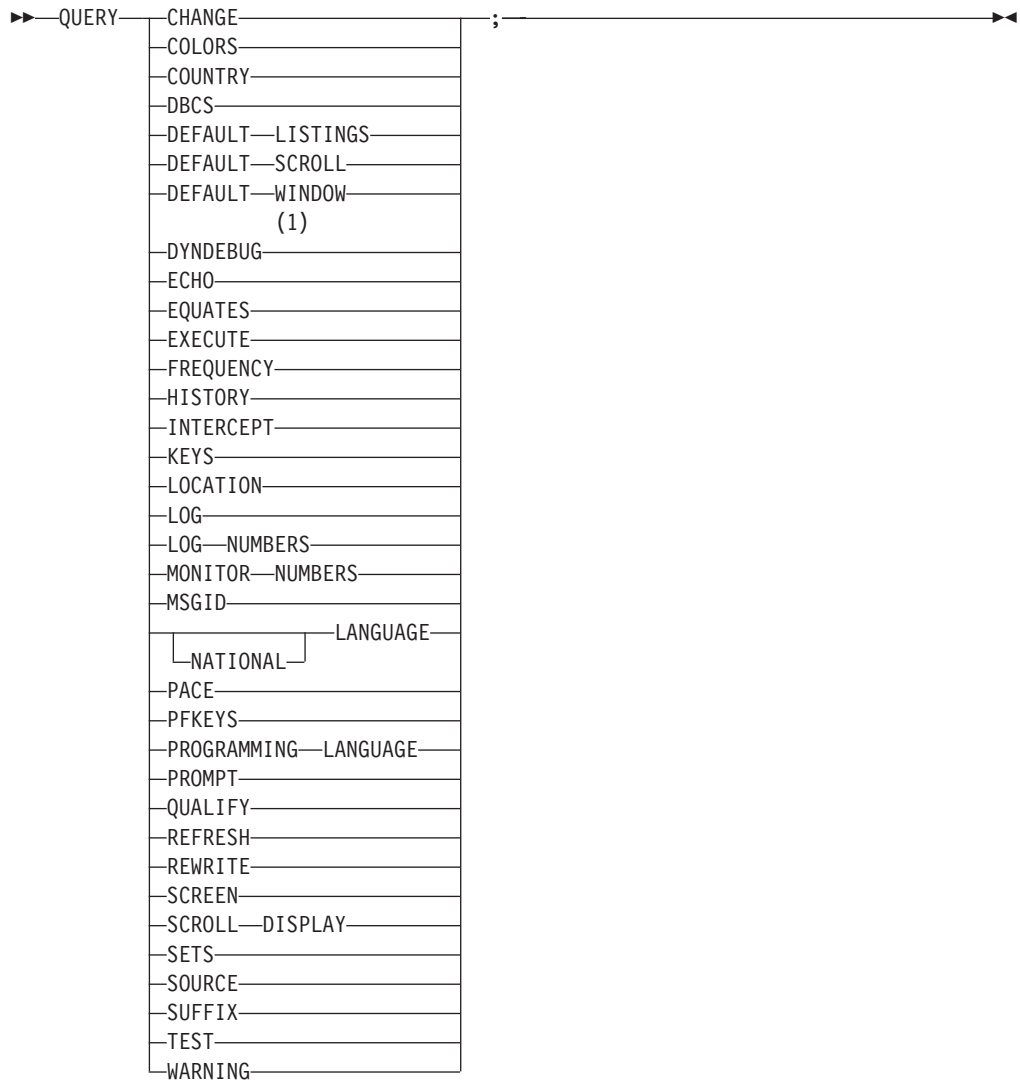 QUERY CHANGE ;
COLORS
COUNTRY
DBCS
DEFAULT LISTINGS
DEFAULT SCROLL
DEFAULT WINDOW
(1)
DYNDEBUG
ECHO
EQUATES
EXECUTE
FREQUENCY
HISTORY
INTERCEPT
KEYS
LOCATION
LOG
LOG NUMBERS
MONITOR NUMBERS
MSGID
LANGUAGE
NATIONAL
PACE
PFKEYS
PROGRAMMING LANGUAGE
PROMPT
QUALIFY
REFRESH
REWRITE
SCREEN
SCROLL DISPLAY
SETS
SOURCE
SUFFIX
TEST
WARNING